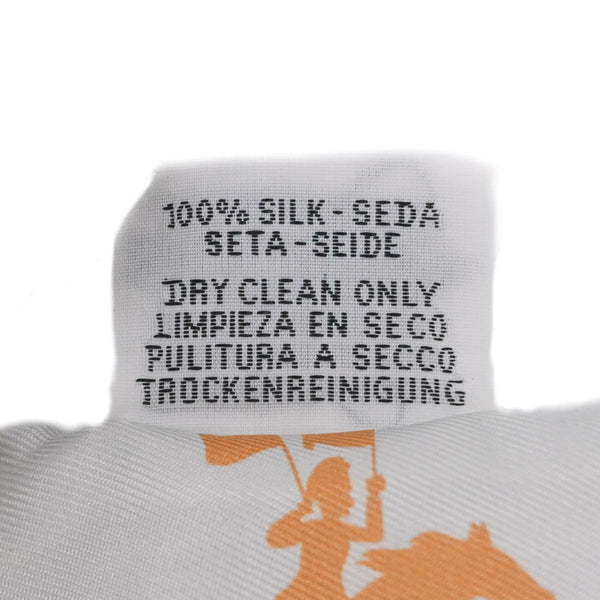 100% SILK - SEDA
SETA - SEIDE
DRY CLEAN ONLY
LIMPIEZA EN SECO
PULITURA A SECCO
TROCKENREINIGUNG